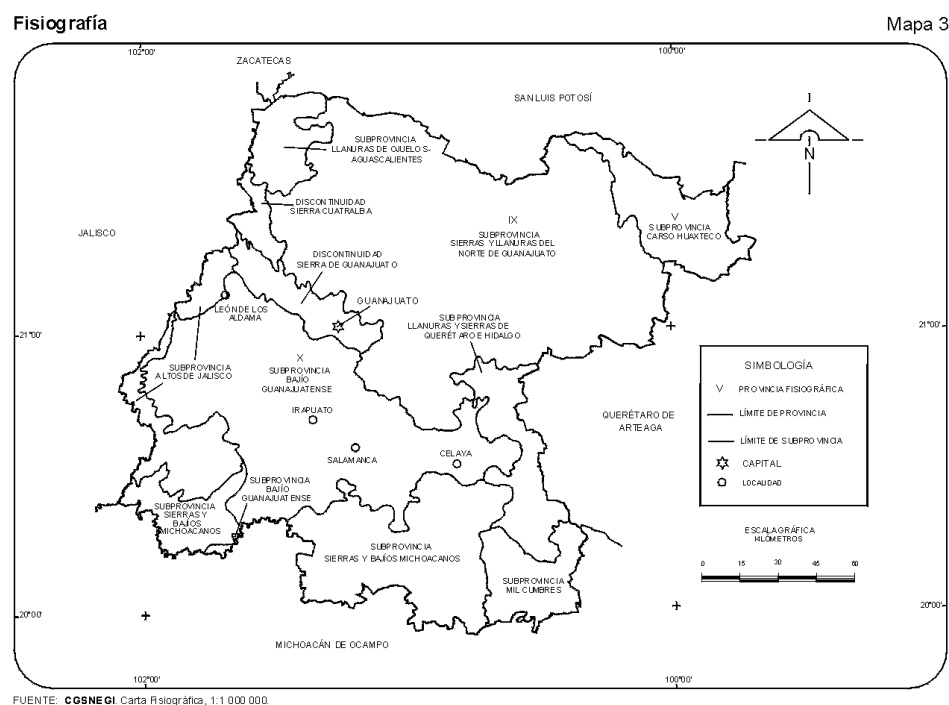 Fisiografía
Mapa 3
102°00'
100°00'
ZACATECAS
SAN LUIS POTOSÍ
N
SUBPROVINCIA
LLANURAS DE OJUELOS-
AGUASCALIENTES
DISCONTINUIDAD
SIERRA CUATRALBA
JALISCO
IX
SUBPROVINCIA
SIERRAS Y LLANURAS DEL
NORTE DE GUANAJUATO
V
SUBPROVINCIA
CARSO HUAXTECO
DISCONTINUIDAD
SIERRA DE GUANAJUATO
LEÓN DE LOS
ALDAMA
GUANAJUATO
SUBPROVINCIA
LLANURAS Y SIERRAS DE
QUERÉTARO E HIDALGO
21°00'
21°00'
SUBPROVINCIA
ALTOS DE JALISCO
X
SUBPROVINCIA
BAJÍO
GUANAJUATENSE
IRAPUATO
SALAMANCA
CELAYA
QUERÉTARO DE
ARTEAGA
SIMBOLOGÍA
V PROVINCIA FISIOGRÁFICA
LÍMITE DE PROVINCIA
LÍMITE DE SUBPROVINCIA
CAPITAL
LOCALIDAD
SUBPROVINCIA
BAJÍO
GUANAJUATENSE
SUBPROVINCIA
SIERRAS Y
BAJÍOS
MICHOACANOS
SUBPROVINCIA
SIERRAS Y BAJÍOS MICHOACANOS
SUBPROVINCIA
MIL CUMBRES
ESCALA GRÁFICA
KILÓMETROS
0 15 30 45 60
20°00'
20°00'
MICHOACÁN DE OCAMPO
102°00'
100°00'
FUENTE: CGSNEGI. Carta Fisiográfica, 1:1 000 000.